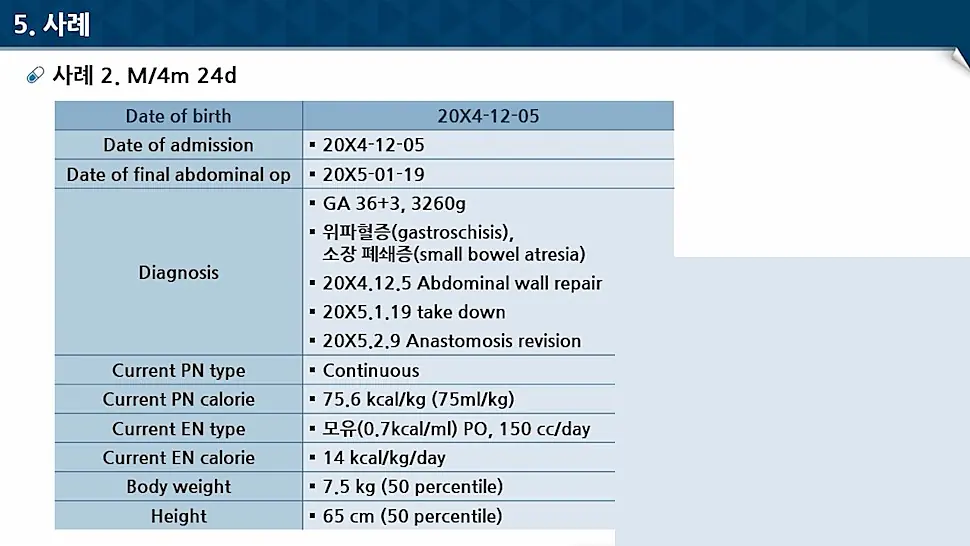 5. 사례
사례 2. M/4m 24d
Date of birth 20X4-12-05
Date of admission ▪ 20X4-12-05
Date of final abdominal op ▪ 20X5-01-19
Diagnosis ▪ GA 36+3, 3260g
▪ 위파혈증(gastroschisis),
소장 폐쇄증(small bowel atresia)
▪ 20X4.12.5 Abdominal wall repair
▪ 20X5.1.19 take down
▪ 20X5.2.9 Anastomosis revision
Current PN type ▪ Continuous
Current PN calorie ▪ 75.6 kcal/kg (75ml/kg)
Current EN type ▪ 모유(0.7kcal/ml) PO, 150 cc/day
Current EN calorie ▪ 14 kcal/kg/day
Body weight ▪ 7.5 kg (50 percentile)
Height ▪ 65 cm (50 percentile)